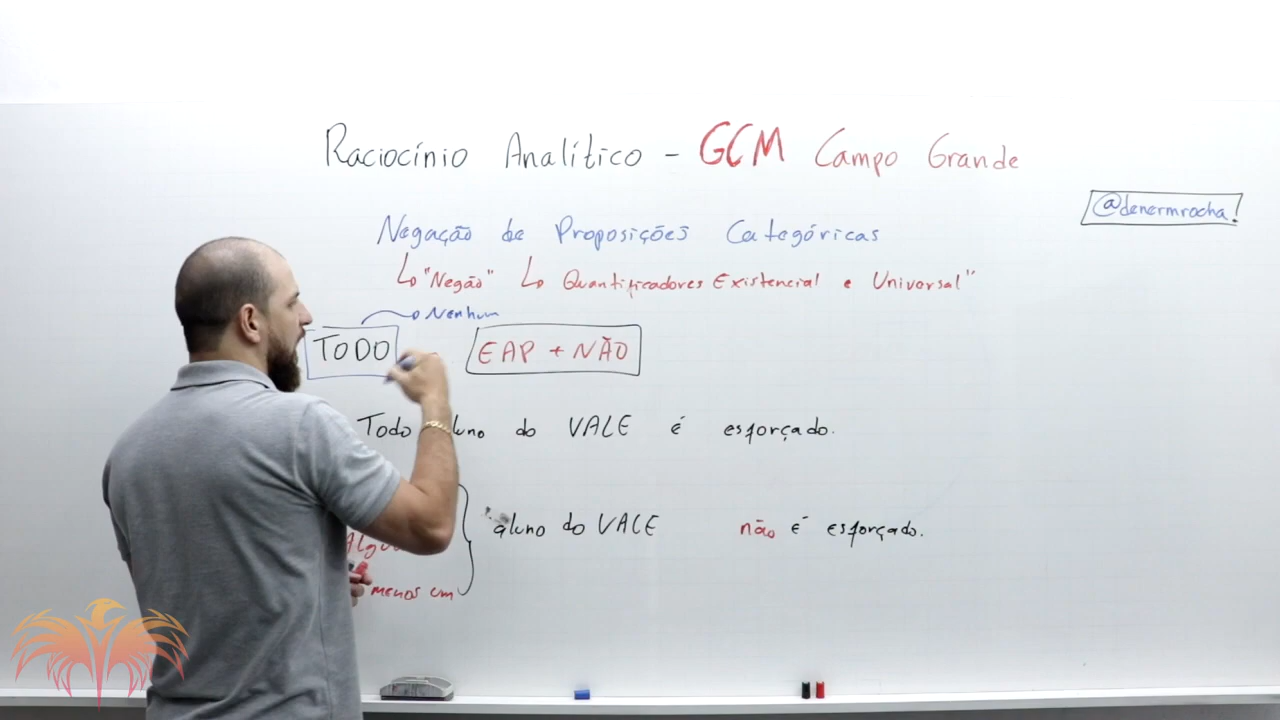 Raciocínio Analítico - GCM Campo Grande
@denermrocha!
Negação de Proposições Categóricas
"Negão" Quantificadores Existencial e Universal"
Nenhum
TODO
EAP + NÃO
Todo do VALE é esforçado.
aluno do VALE não é esforçado.
menos um